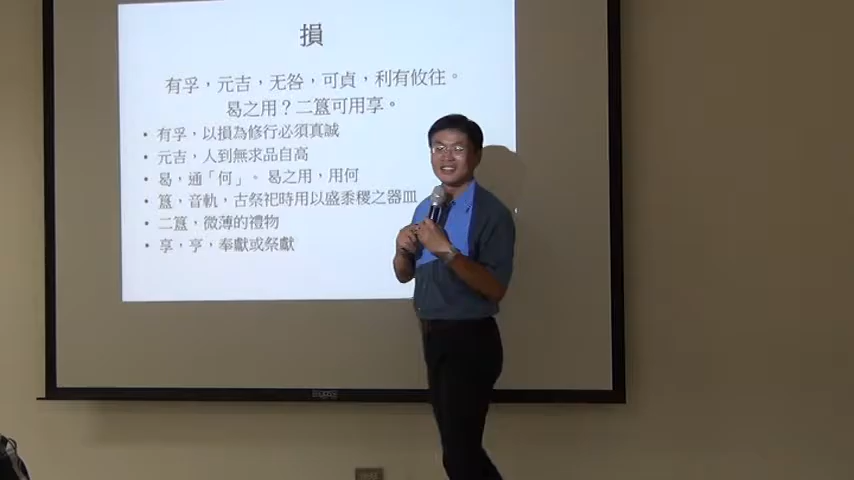 損
有孚，元吉，无咎，可貞，利有攸往。
曷之用？二簋可用享。
• 有孚，以損為修行必須真誠
• 元吉，人到無求品自高
• 曷，通「何」。曷之用，用何
• 簋，音軌，古祭祀時用以盛黍稷之器皿
• 二簋，微薄的禮物
• 享，亨，奉獻或祭獻